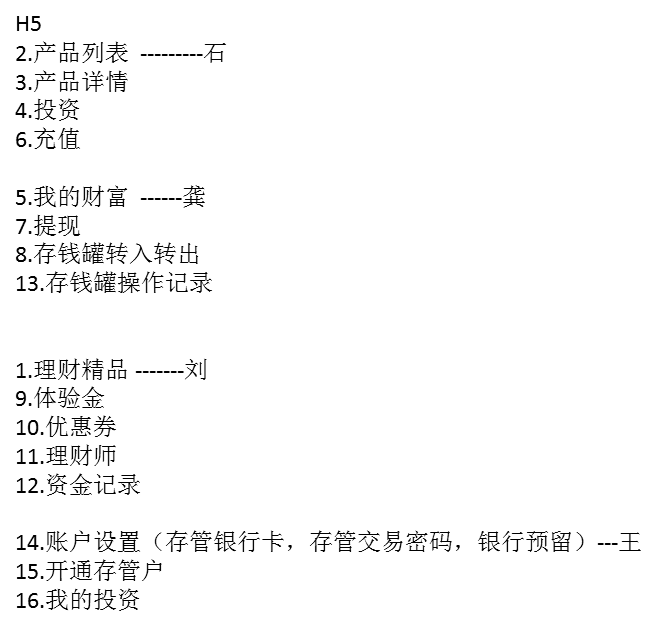 H5
2.产品列表 ---------石
3.产品详情
4.投资
6.充值
5.我的财富 ------龚
7.提现
8.存钱罐转入转出
13.存钱罐操作记录
1.理财精品 -------刘
9.体验金
10.优惠券
11.理财师
12.资金记录
14.账户设置（存管银行卡，存管交易密码，银行预留）---王
15.开通存管户
16.我的投资